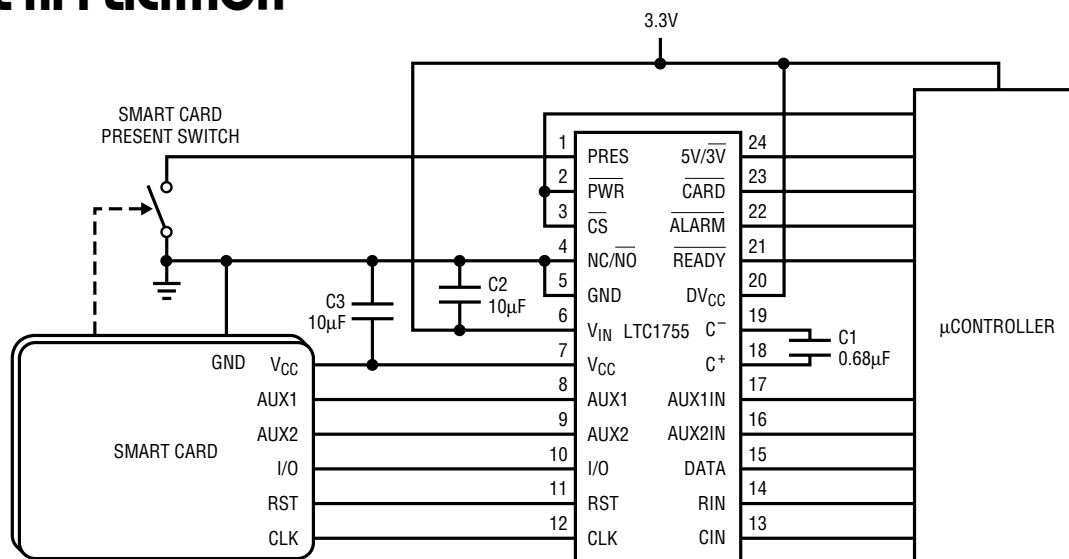 3.3V
SMART CARD
PRESENT SWITCH
1
PRES
5V/3V
24
2
PWR
CARD
23
3
CS
ALARM
22
4
NC/NO
READY
21
5
GND
DVCC
20
6
VIN
LTC1755
C–
19
7
VCC
C+
18
8
AUX1
AUX1IN
17
9
AUX2
AUX2IN
16
10
I/O
DATA
15
11
RST
RIN
14
12
CLK
CIN
13
C3
10µF
C2
10µF
C1
0.68µF
µCONTROLLER
GND
VCC
AUX1
AUX2
I/O
RST
CLK
SMART CARD